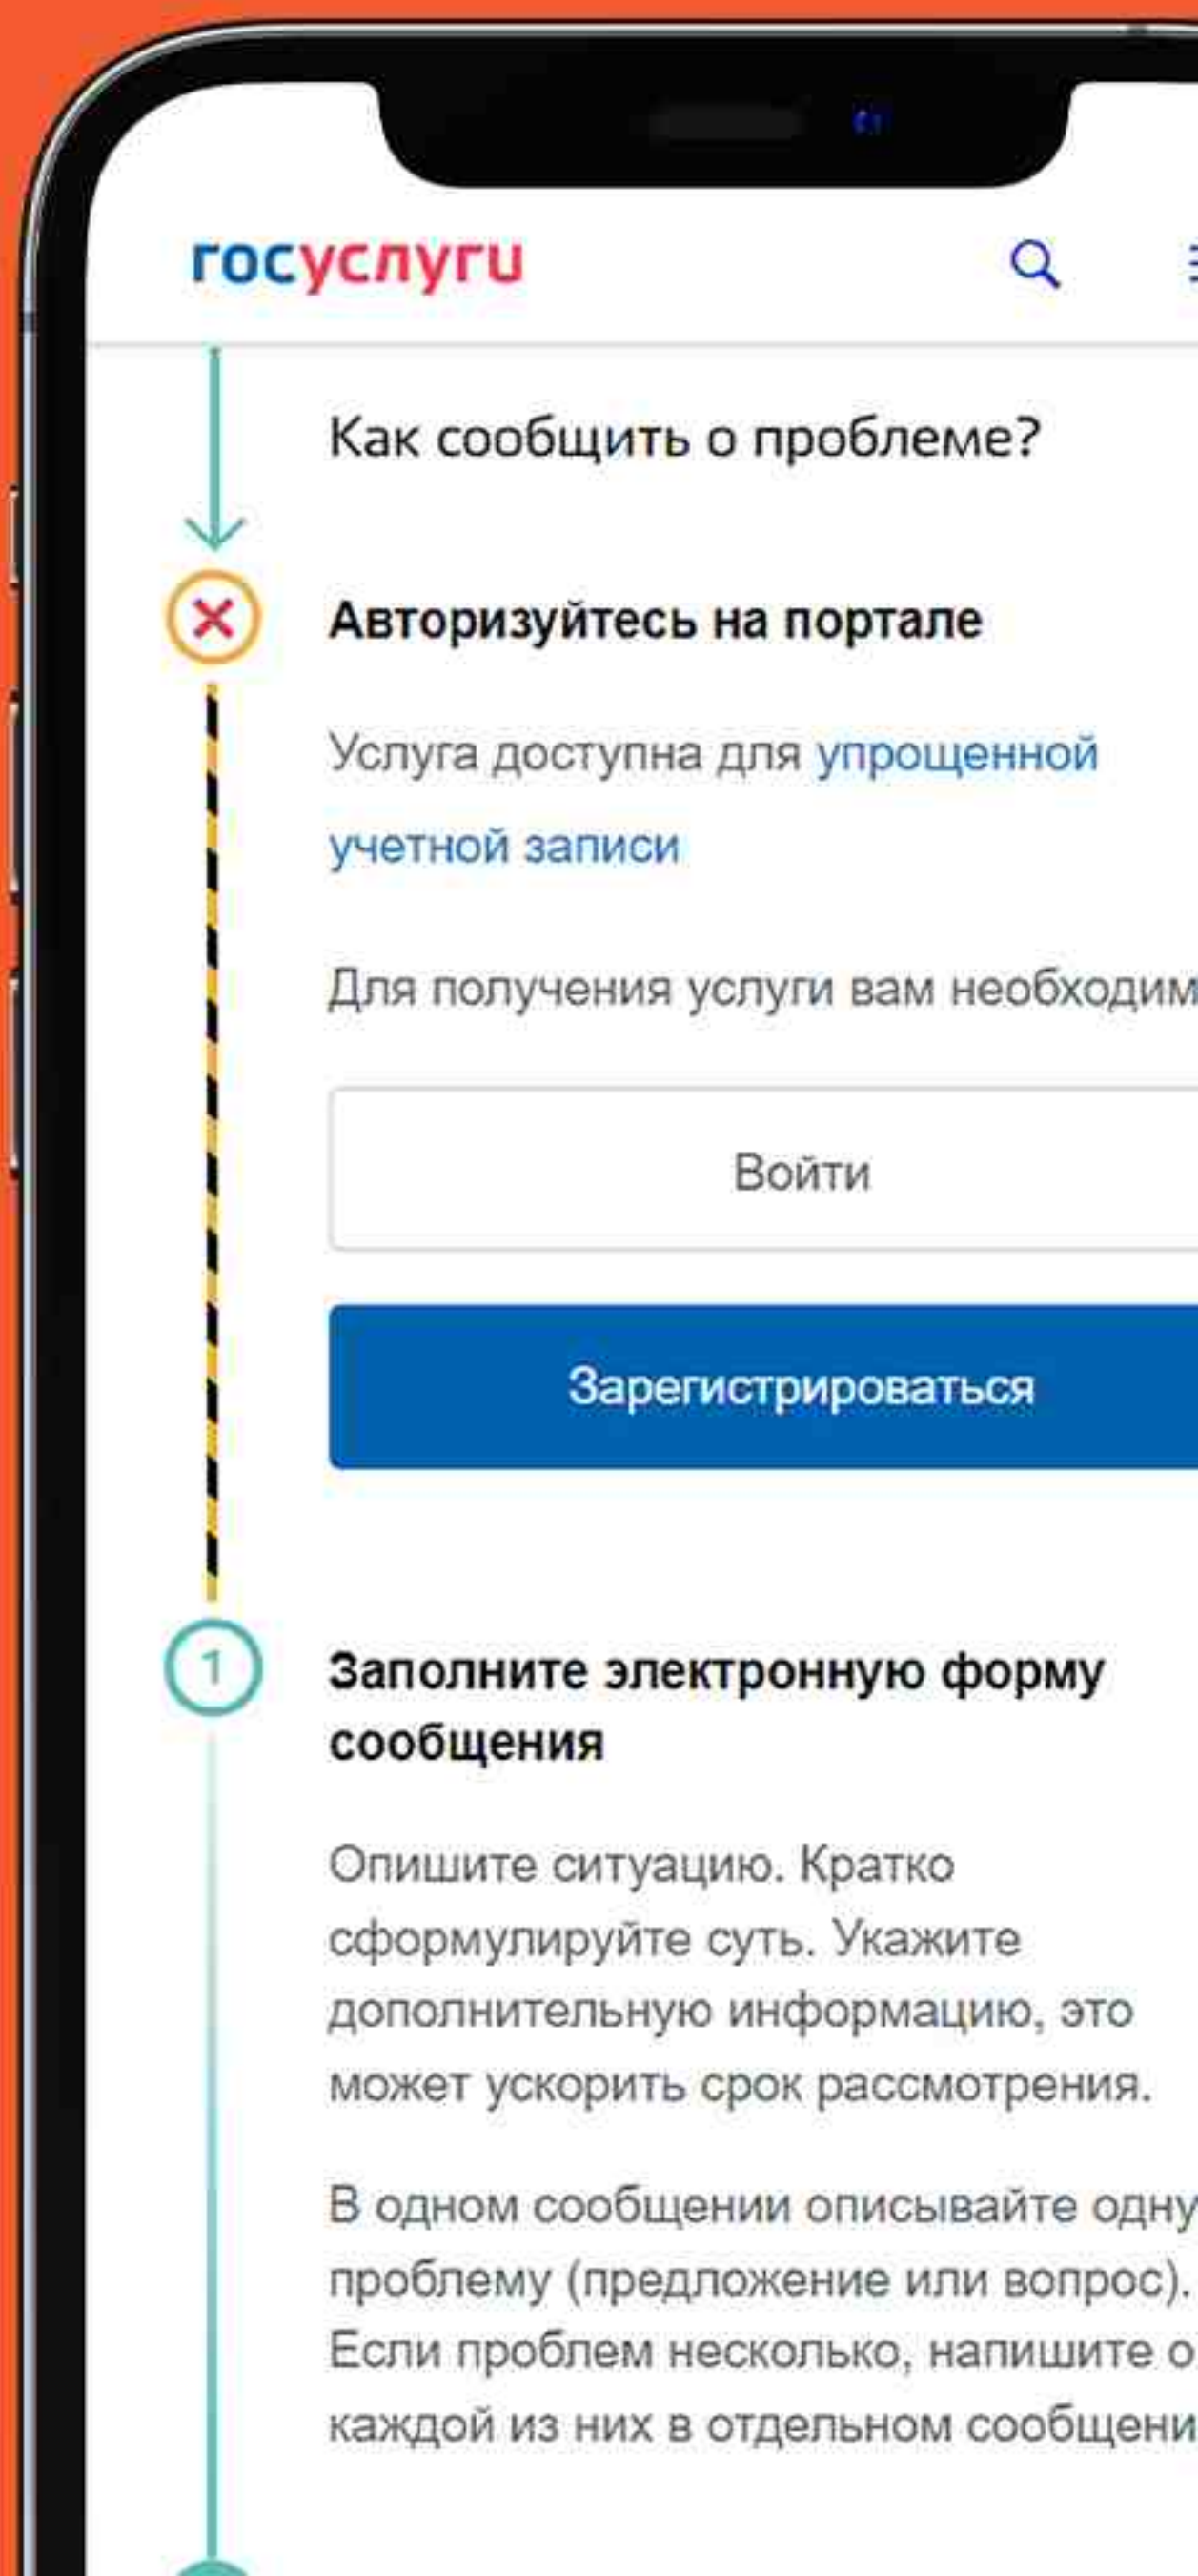 госуслуги
Как сообщить о проблеме?
Авторизуйтесь на портале
Услуга доступна для упрощенной
учетной записи
Для получения услуги вам необходим
Войти
Зарегистрироваться
1
Заполните электронную форму
сообщения
Опишите ситуацию. Кратко
сформулируйте суть. Укажите
дополнительную информацию, это
может ускорить срок рассмотрения.
В одном сообщении описывайте одну
проблему (предложение или вопрос).
Если проблем несколько, напишите о
каждой из них в отдельном сообщени